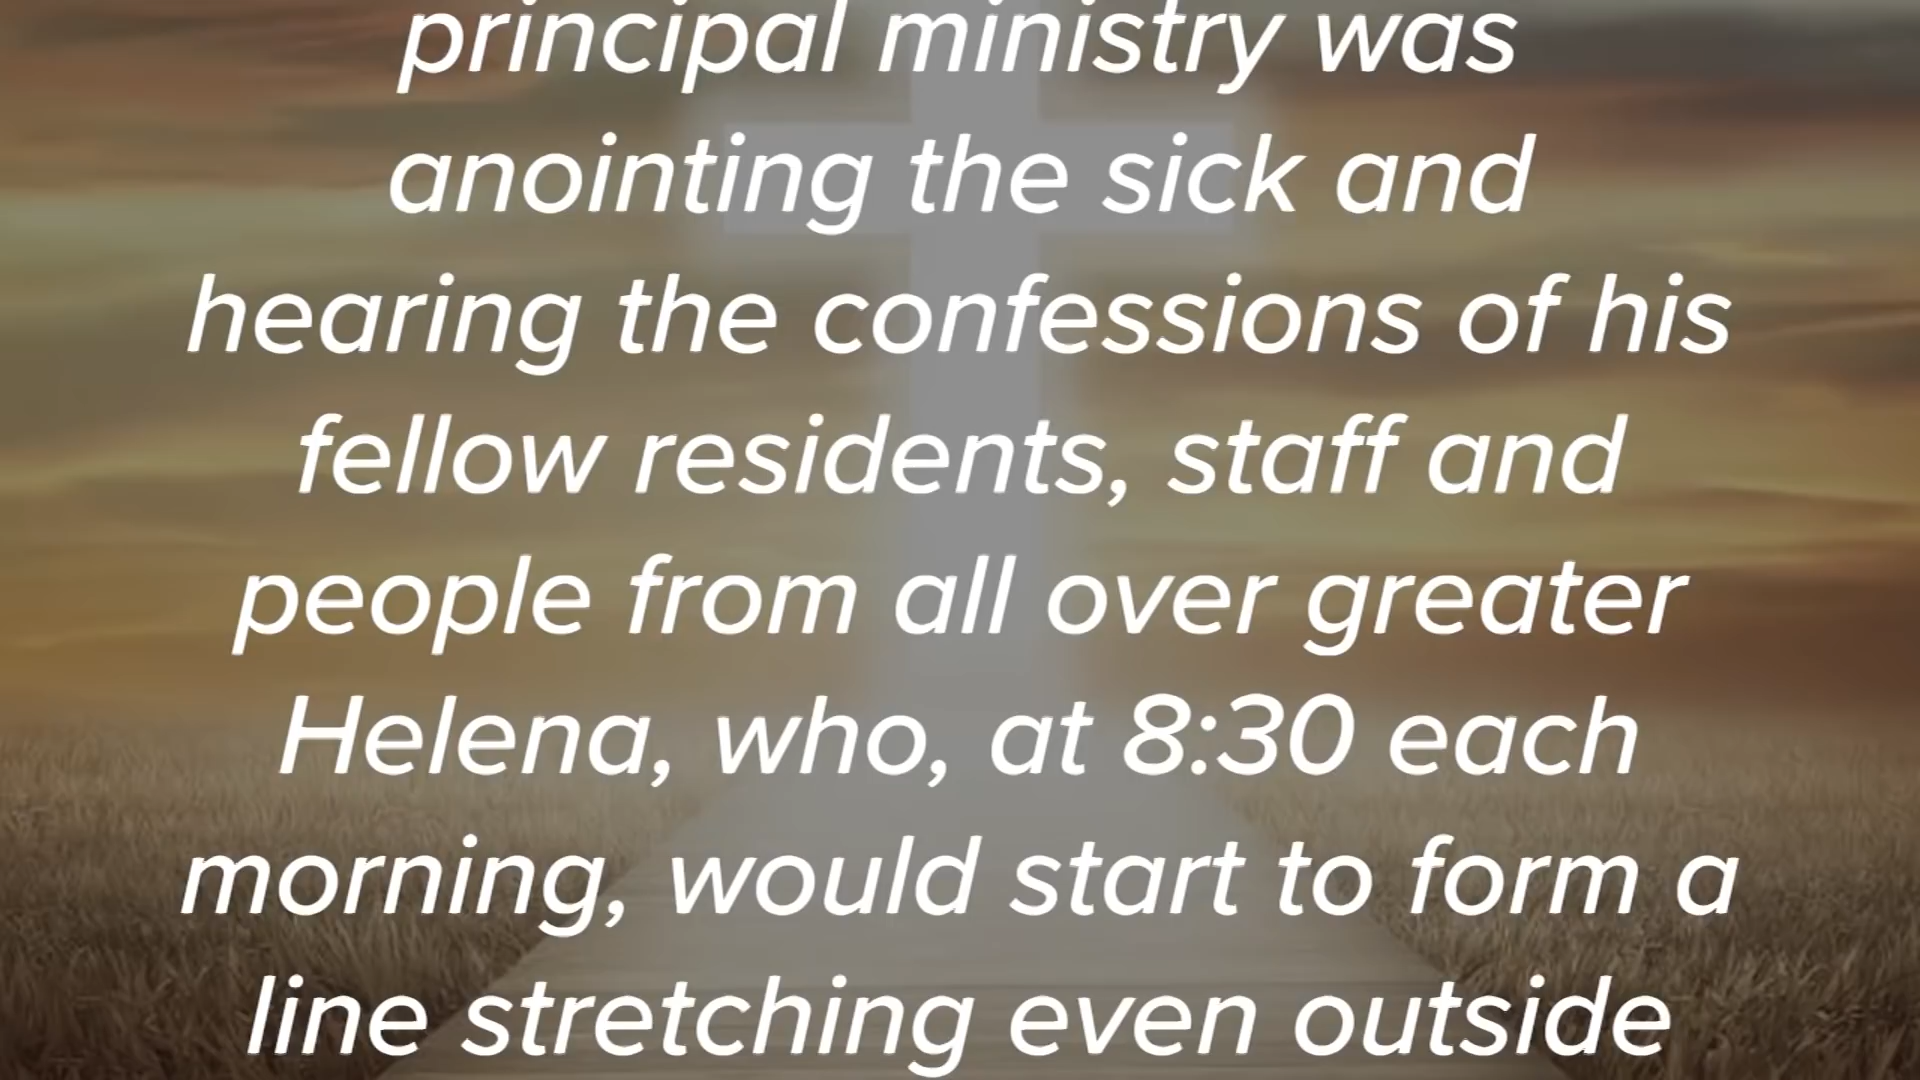 principal ministry was
anointing the sick and
hearing the confessions of his
fellow residents, staff and
people from all over greater
Helena, who, at 8:30 each
morning, would start to form a
line stretching even outside